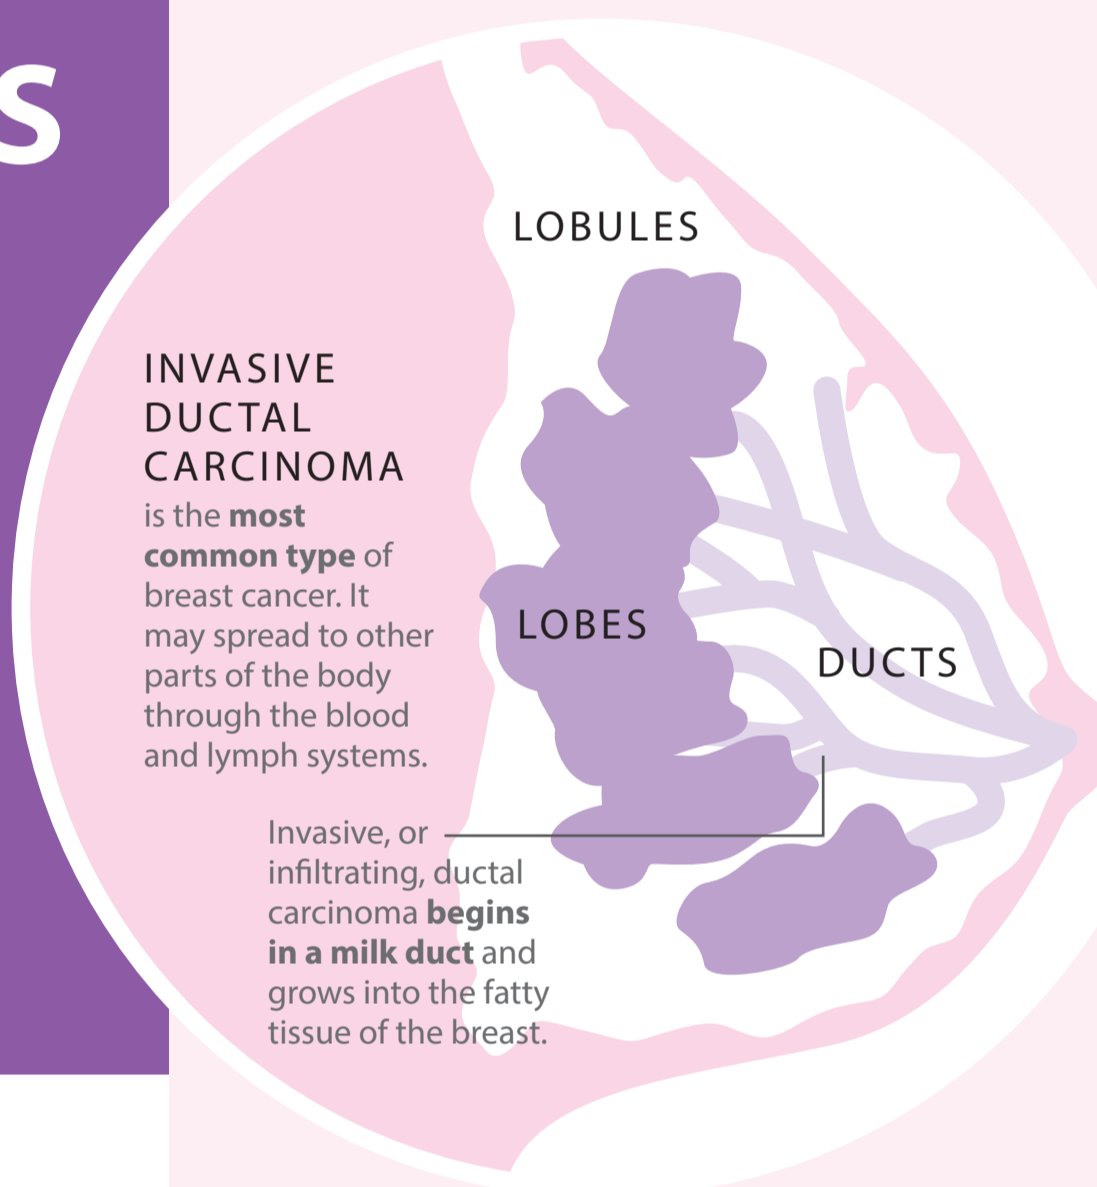 s
LOBULES
INVASIVE
DUCTAL
CARCINOMA
is the most
common type of
breast cancer. It
may spread to other
parts of the body
through the blood
and lymph systems.
LOBES
DUCTS
Invasive, or
infiltrating, ductal
carcinoma begins
in a milk duct and
grows into the fatty
tissue of the breast.